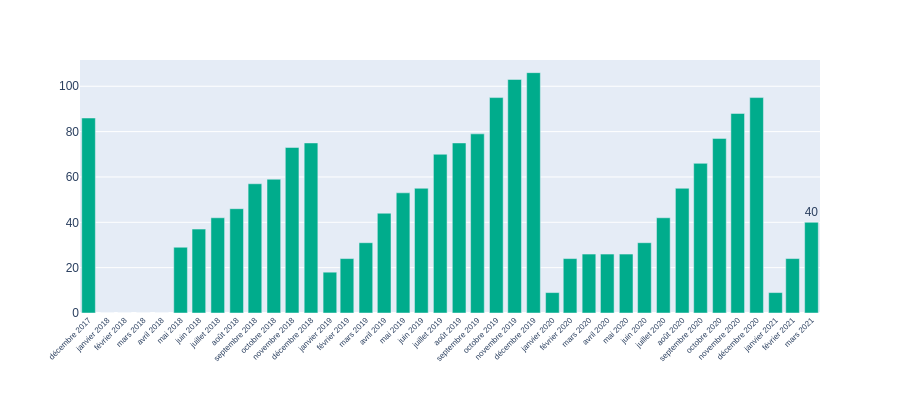 100
80
60
40
20
0
40
décembre 2017
janvier 2018
février 2018
mars 2018
avril 2018
mai 2018
juin 2018
juillet 2018
août 2018
septembre 2018
octobre 2018
novembre 2018
décembre 2018
janvier 2019
février 2019
mars 2019
avril 2019
mai 2019
juin 2019
juillet 2019
août 2019
septembre 2019
octobre 2019
novembre 2019
décembre 2019
janvier 2020
février 2020
mars 2020
avril 2020
mai 2020
juin 2020
juillet 2020
août 2020
septembre 2020
octobre 2020
novembre 2020
décembre 2021
janvier 2021
février 2021
mars 2021